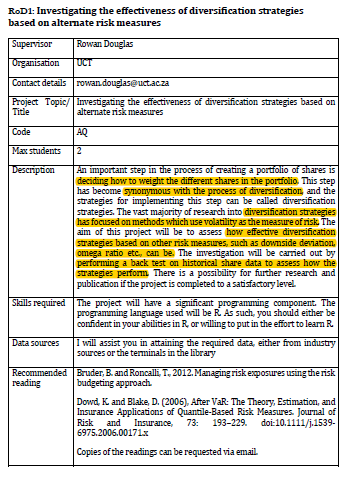 RoD1: Investigating the effectiveness of diversification strategies
based on alternate risk measures
Supervisor Rowan Douglas
Organisation UCT
Contact details rowan.douglas@uct.ac.za
Project Topic/ Investigating the effectiveness of diversification strategies based on
Title alternate risk measures
Code AQ
Max students 2
Description An important step in the process of creating a portfolio of shares is
deciding how to weight the different shares in the portfolio. This step
has become synonymous with the process of diversification, and the
strategies for implementing this step can be called diversification
strategies. The vast majority of research into diversification strategies
has focused on methods which use volatility as the measure of risk. The
aim of this project will be to assess how effective diversification
strategies based on other risk measures, such as downside deviation,
omega ratio etc., can be. The investigation will be carried out by
performing a back test on historical share data to assess how the
strategies perform. There is a possibility for further research and
publication if the project is completed to a satisfactory level.
Skills required The project will have a significant programming component. The
programming language used will be R. As such, you should either be
confident in your abilities in R, or willing to put in the effort to learn R.
Data sources I will assist you in attaining the required data, either from industry
sources or the terminals in the library
Recommended Bruder, B. and Roncalli, T., 2012. Managing risk exposures using the risk
reading budgeting approach.
Dowd, K. and Blake, D. (2006), After VaR: The Theory, Estimation, and
Insurance Applications of Quantile-Based Risk Measures. Journal of
Risk and Insurance, 73: 193–229. doi:10.1111/j.1539-
6975.2006.00171.x
Copies of the readings can be requested via email.